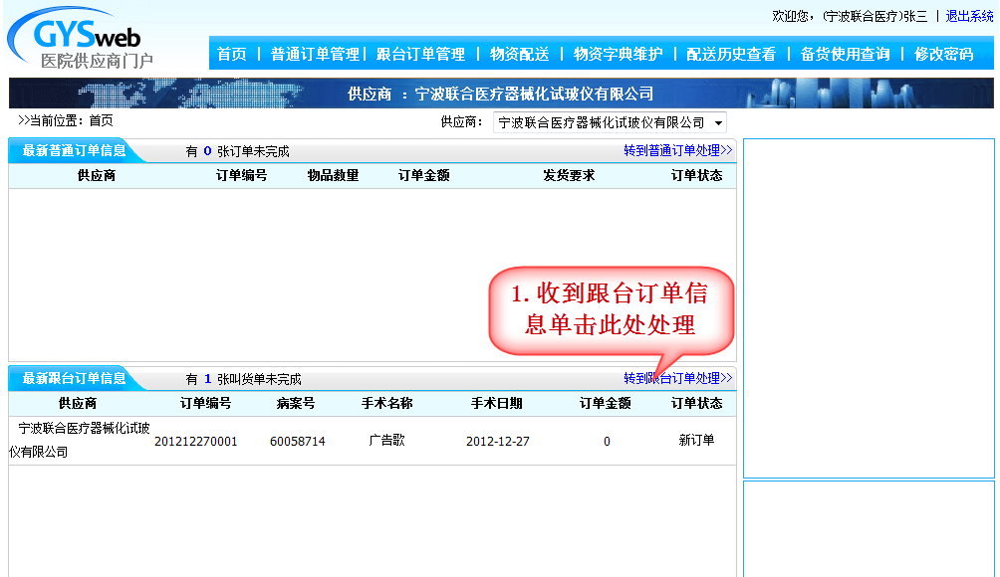 欢迎您，(宁波联合医疗)张三 | 退出系统
GYSweb
医院供应商门户
首页 | 普通订单管理 | 跟台订单管理 | 物资配送 | 物资字典维护 | 配送历史查看 | 备货使用查询 | 修改密码
供应商 ：宁波联合医疗器械化试玻仪有限公司
>>当前位置：首页
供应商： 宁波联合医疗器械化试玻仪有限公司
最新普通订单信息 有 0 张订单未完成 转到普通订单处理>>
供应商 订单编号 物品数量 订单金额 发货要求 订单状态
1.收到跟台订单信
息单击此处处理
最新跟台订单信息 有 1 张叫货单未完成 转到跟台订单处理>>
供应商 订单编号 病案号 手术名称 手术日期 订单金额 订单状态
宁波联合医疗器械化试玻
仪有限公司 201212270001 60058714 广告歌 2012-12-27 0 新订单